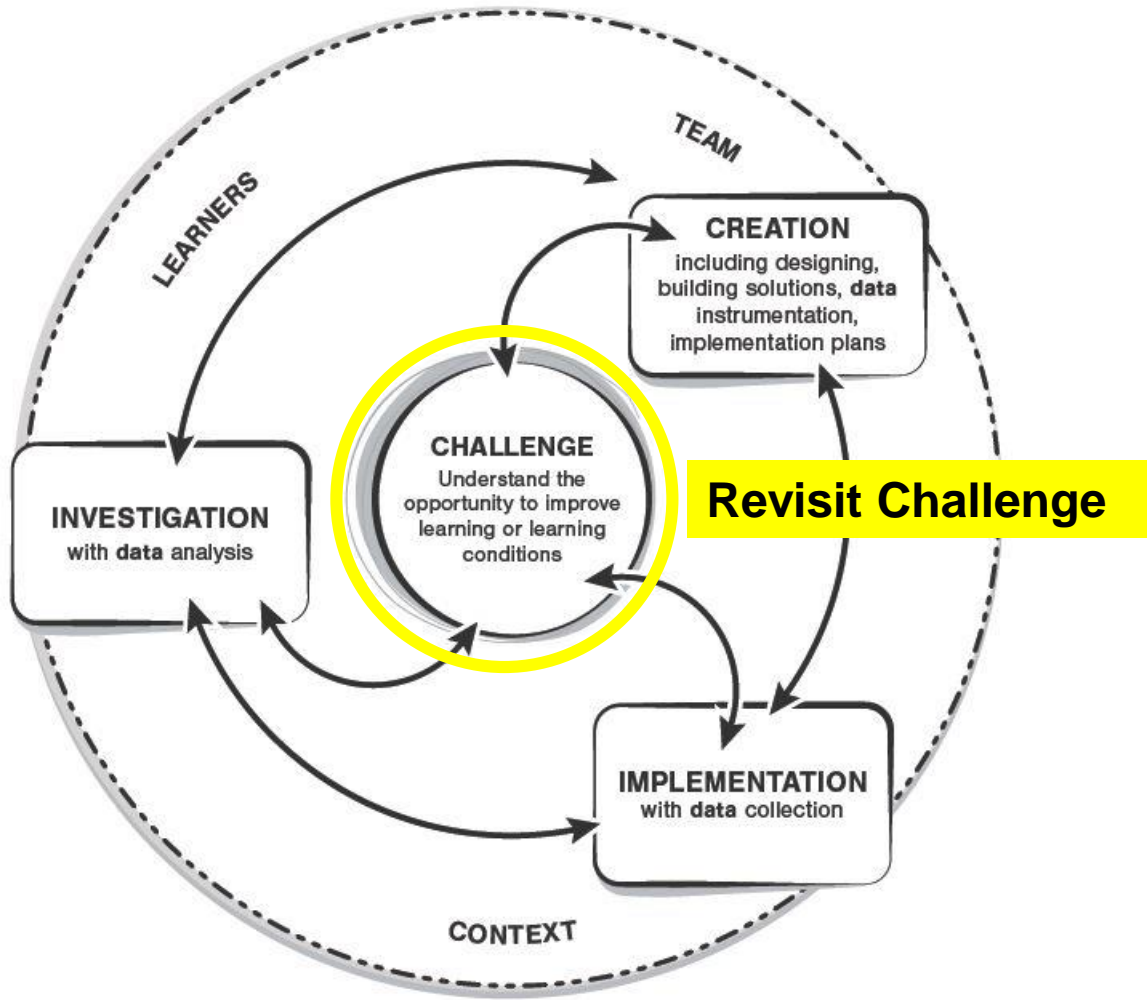 TEAM
LEARNERS
CREATION
including designing,
building solutions, data
instrumentation,
implementation plans
CHALLENGE
Understand the
opportunity to improve
learning or learning
conditions
Revisit Challenge
INVESTIGATION
with data analysis
IMPLEMENTATION
with data collection
CONTEXT